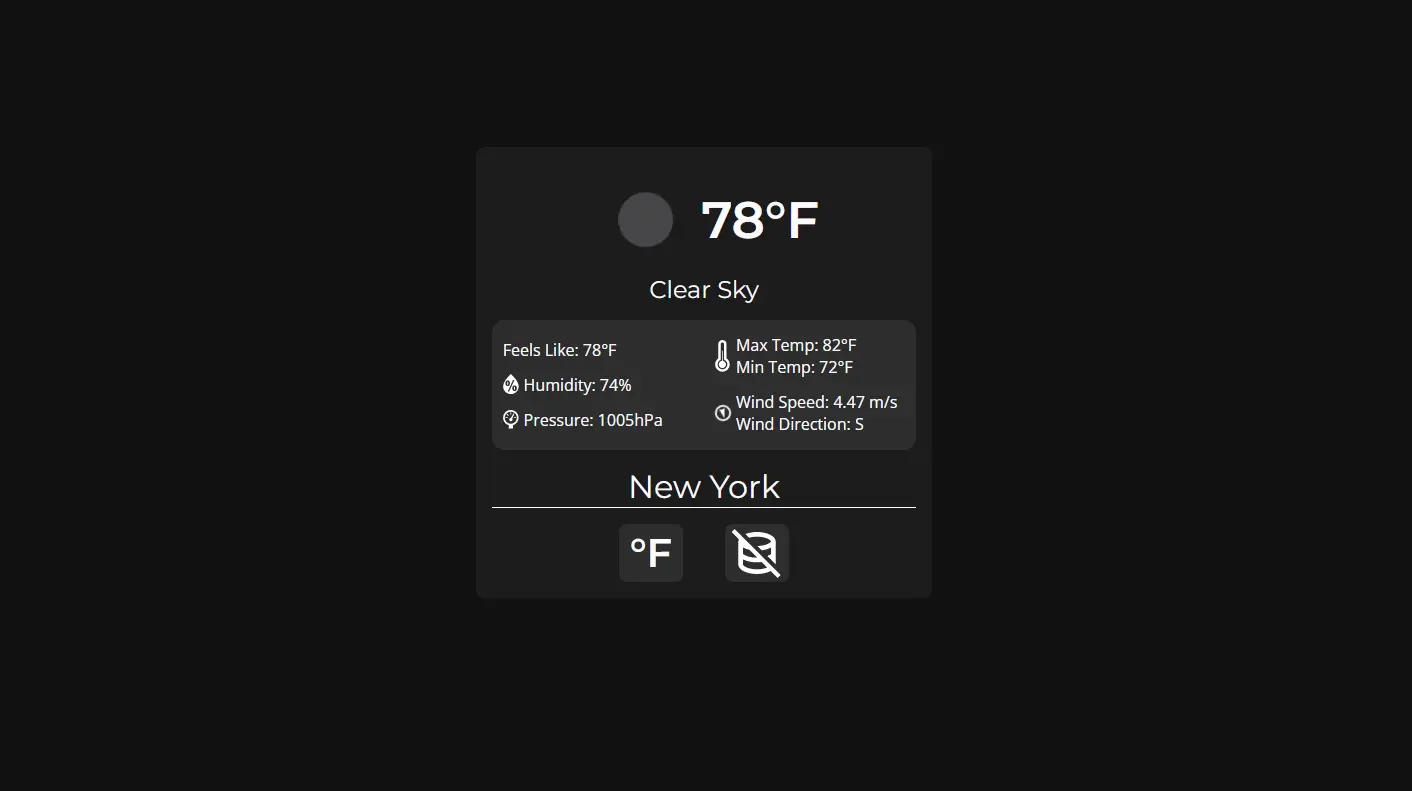 78°F
Clear Sky
Feels Like: 78°F
Humidity: 74%
Pressure: 1005hPa
Max Temp: 82°F
Min Temp: 72°F
Wind Speed: 4.47 m/s
Wind Direction: S
New York
°F